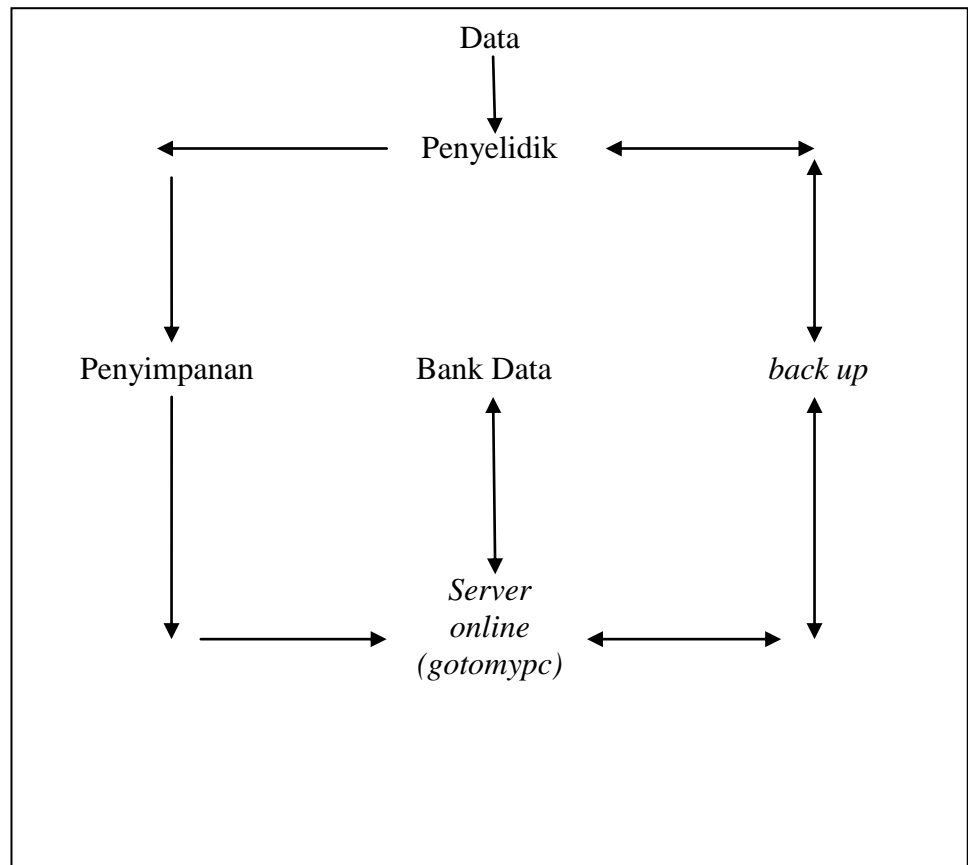 Data
Penyelidik
Penyimpanan
Bank Data
back up
Server
online
(gotomypc)